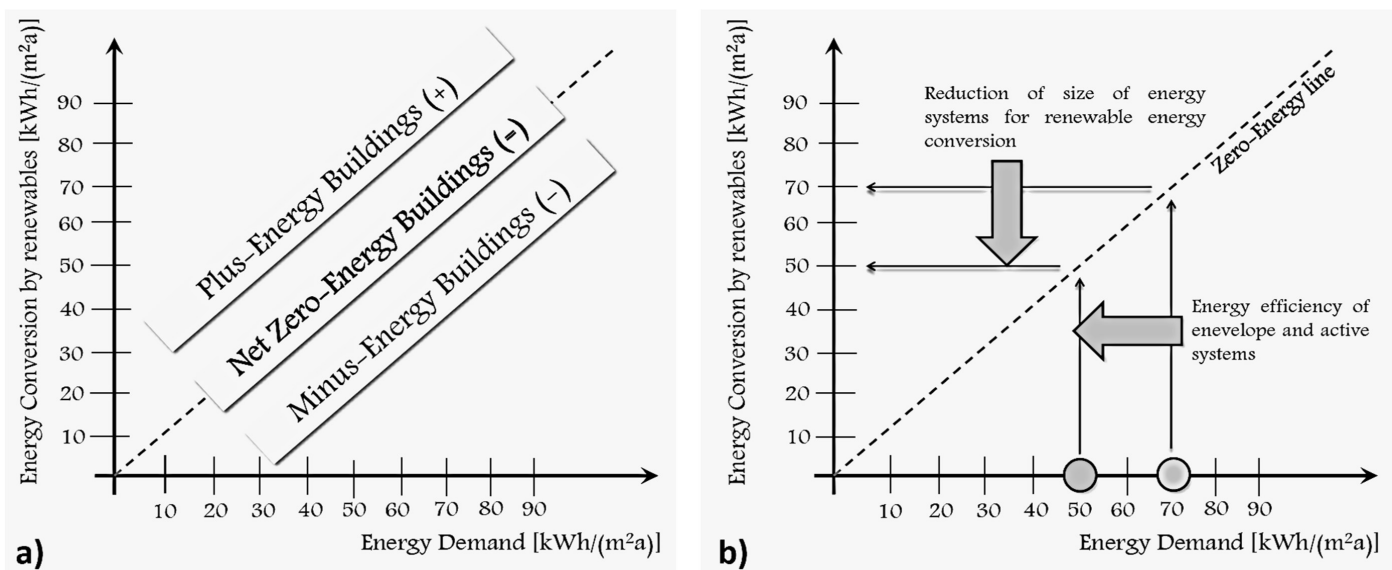 Energy Conversion by renewables [kWh/(m²a)]
90
80
70
60
50
40
30
20
10
Plus-Energy Buildings (+)
Net Zero-Energy Buildings (=)
Minus-Energy Buildings (-)
10 20 30 40 50 60 70 80 90
Energy Demand [kWh/(m²a)]
a)
Energy Conversion by renewables [kWh/(m²a)]
90
80
70
60
50
40
30
20
10
Reduction of size of energy
systems for renewable energy
conversion
Zero-Energy line
Energy efficiency of
enevelope and active
systems
10 20 30 40 50 60 70 80 90
Energy Demand [kWh/(m²a)]
b)